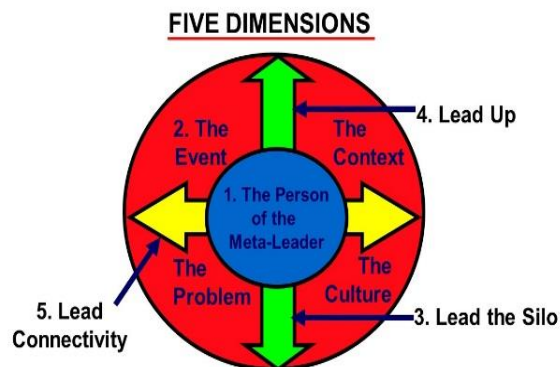 FIVE DIMENSIONS
4. Lead Up
2. The
Event
The
Context
1. The Person
of the
Meta-Leader
The
Problem
The
Culture
5. Lead
Connectivity
3. Lead the Silo